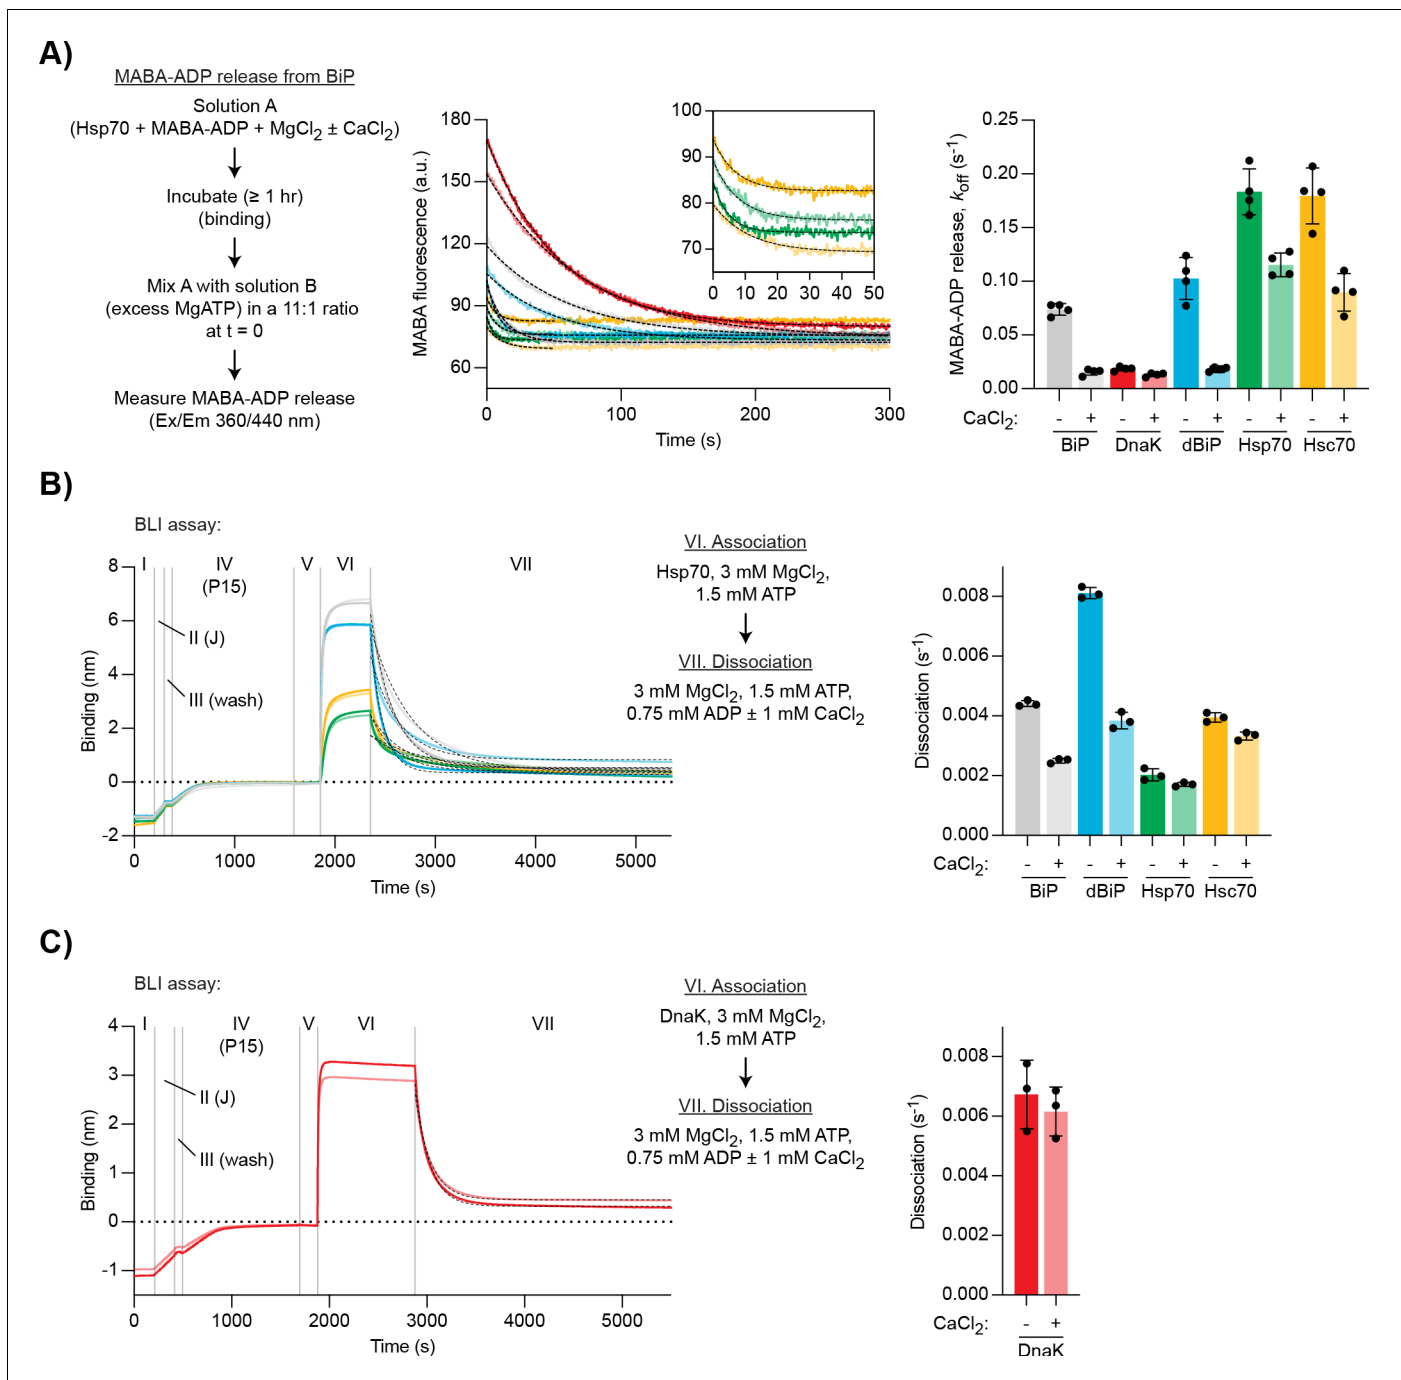 A)
MABA-ADP release from BiP
Solution A
(Hsp70 + MABA-ADP + MgCl2 ± CaCl2)
Incubate (≥ 1 hr)
(binding)
Mix A with solution B
(excess MgATP) in a 11:1 ratio
at t = 0
Measure MABA-ADP release
(Ex/Em 360/440 nm)
MABA fluorescence (a.u.)
180
150
120
90
60
0
100
200
300
Time (s)
100
90
80
70
0 10 20 30 40 50
MABA-ADP release, koff (s-1)
0.25
0.20
0.15
0.10
0.05
0.00
CaCl2: - + - + - + - + - +
BiP DnaK dBiP Hsp70 Hsc70
B)
BLI assay:
I IV V VI VII
(P15)
II (J)
III (wash)
Binding (nm)
8
6
4
2
0
-2
0 1000 2000 3000 4000 5000
Time (s)
VI. Association
Hsp70, 3 mM MgCl2,
1.5 mM ATP
VII. Dissociation
3 mM MgCl2, 1.5 mM ATP,
0.75 mM ADP ± 1 mM CaCl2
Dissociation (s-1)
0.008
0.006
0.004
0.002
0.000
CaCl2: - + - + - + - +
BiP dBiP Hsp70 Hsc70
C)
BLI assay:
I IV V VI VII
(P15)
II (J)
III (wash)
Binding (nm)
4
3
2
1
0
-1
0 1000 2000 3000 4000 5000
Time (s)
VI. Association
DnaK, 3 mM MgCl2,
1.5 mM ATP
VII. Dissociation
3 mM MgCl2, 1.5 mM ATP,
0.75 mM ADP ± 1 mM CaCl2
Dissociation (s-1)
0.008
0.006
0.004
0.002
0.000
CaCl2: - +
DnaK